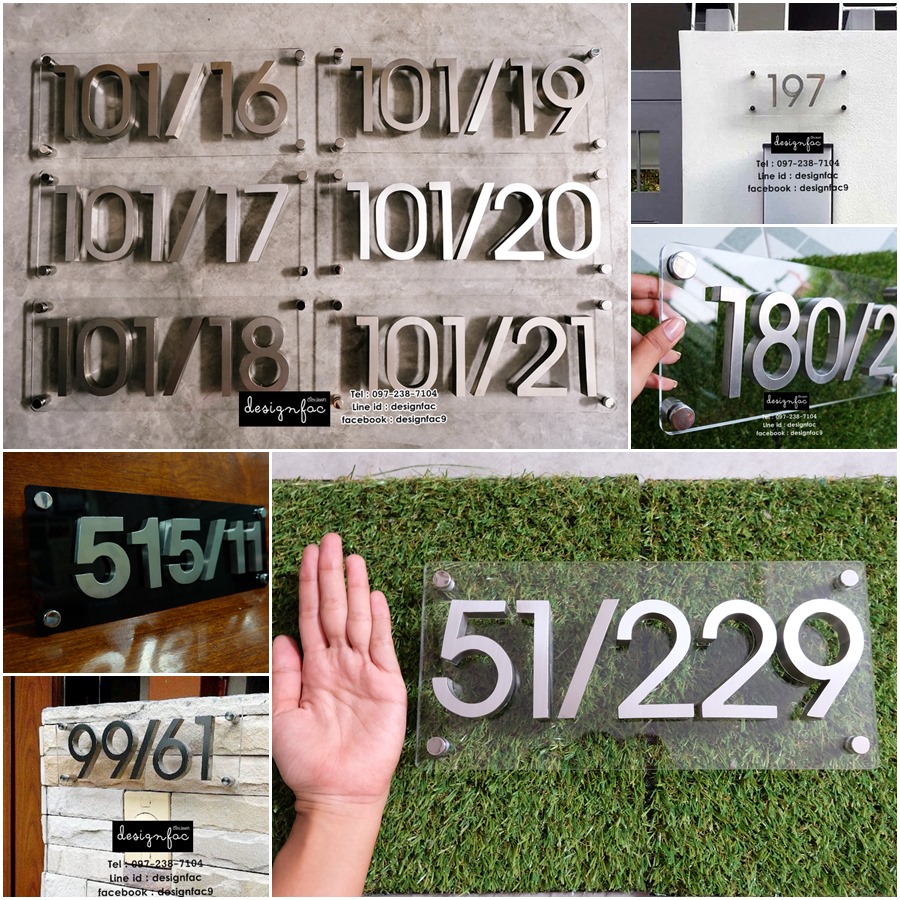 101/16
101/19
101/17
101/20
101/18
101/21
designfac
Tel : 097-238-7104
Line id : designfac
facebook : designfac9
197
designfac
Tel : 097-238-7104
Line id : designfac
facebook : designfac9
180/2
designfac
Tel : 097-238-7104
Line id : designfac
facebook : designfac9
515/11
51/229
99/61
designfac
Tel : 097-238-7104
Line id : designfac
facebook : designfac9